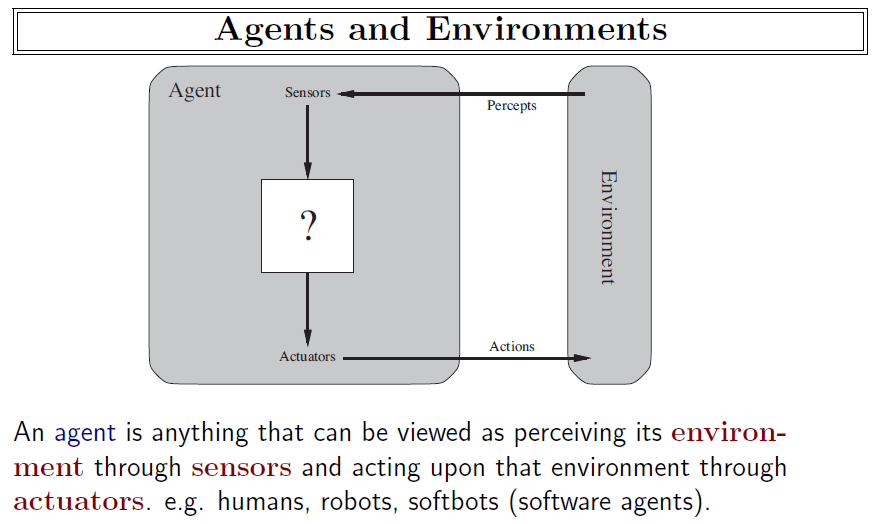 Agents and Environments
Agent
Sensors
Percepts
?
Environment
Actuators
Actions
An agent is anything that can be viewed as perceiving its environ-
ment through sensors and acting upon that environment through
actuators. e.g. humans, robots, softbots (software agents).